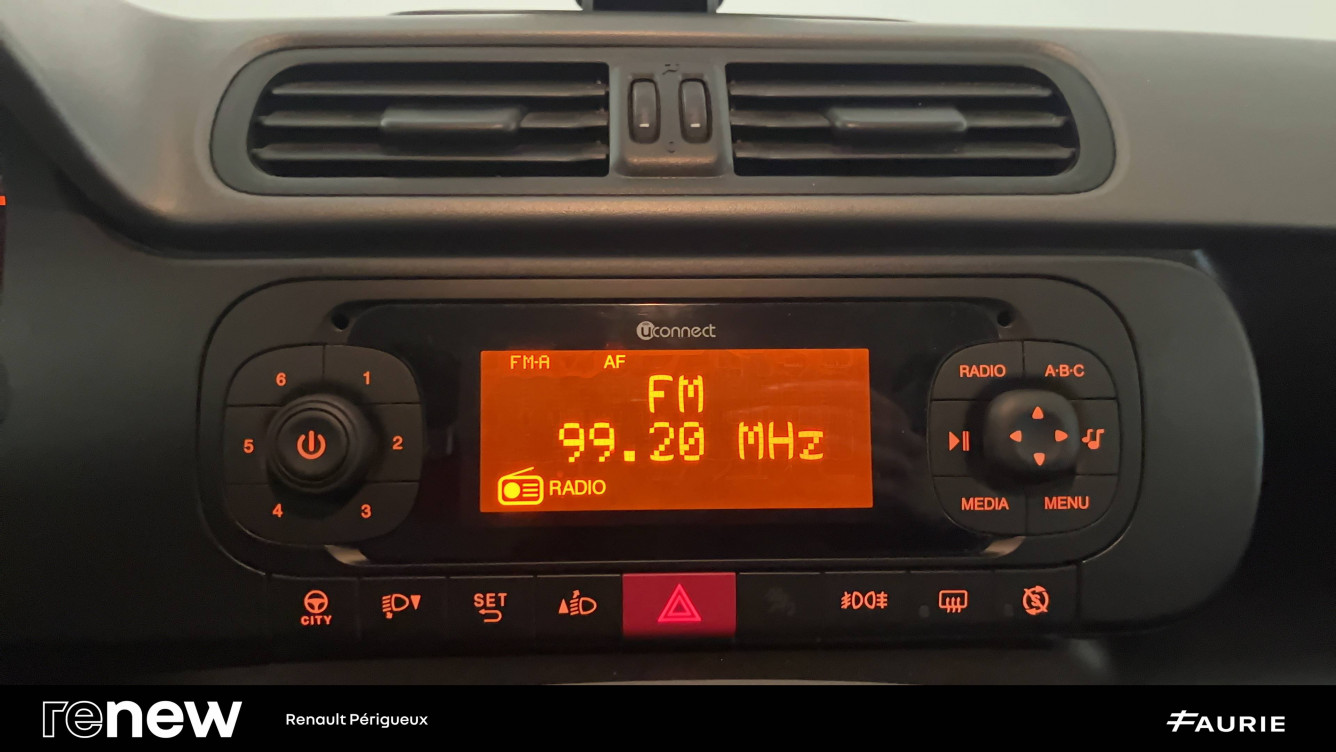 uconnect
FM-A AF
FM
99.20 MHz
RADIO
6 1
5 2
4 3
RADIO A·B·C
MEDIA MENU
CITY
SET
renew
Renault Périgueux
FAURIE